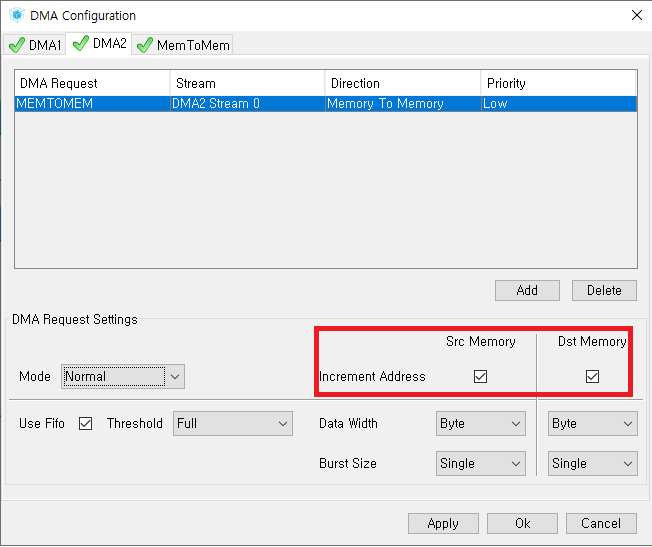 DMA Configuration
DMA1 DMA2 MemToMem
DMA Request Stream Direction Priority
MEMTOMEM DMA2 Stream 0 Memory To Memory Low
Add Delete
DMA Request Settings
Src Memory Dst Memory
Mode Normal Increment Address
Use Fifo Threshold Full Data Width Byte Byte
Burst Size Single Single
Apply Ok Cancel